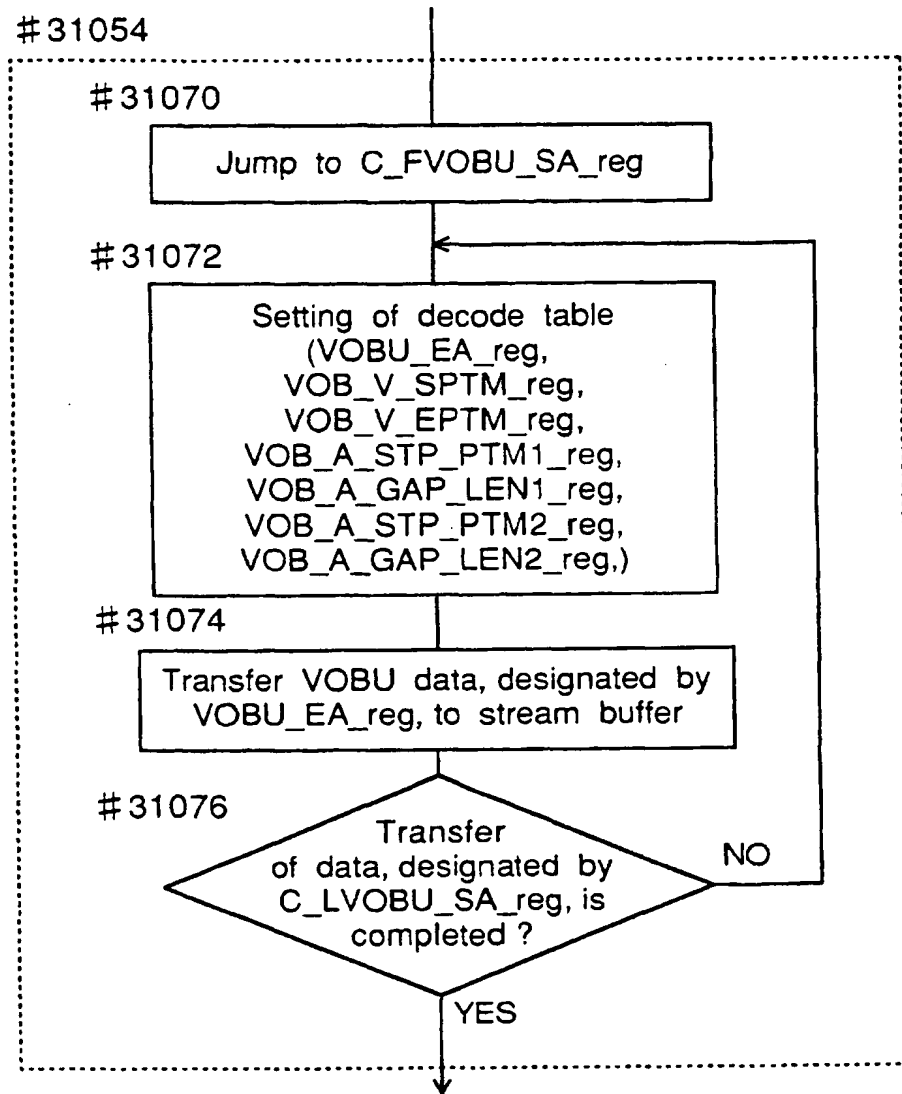 #31054
#31070
Jump to C_FVOBU_SA_reg
#31072
Setting of decode table
(VOBU_EA_reg,
VOB_V_SPTM_reg,
VOB_V_EPTM_reg,
VOB_A_STP_PTM1_reg,
VOB_A_GAP_LEN1_reg,
VOB_A_STP_PTM2_reg,
VOB_A_GAP_LEN2_reg,)
#31074
Transfer VOBU data, designated by
VOBU_EA_reg, to stream buffer
#31076
Transfer
of data, designated by
C_LVOBU_SA_reg, is
completed ?
NO
YES